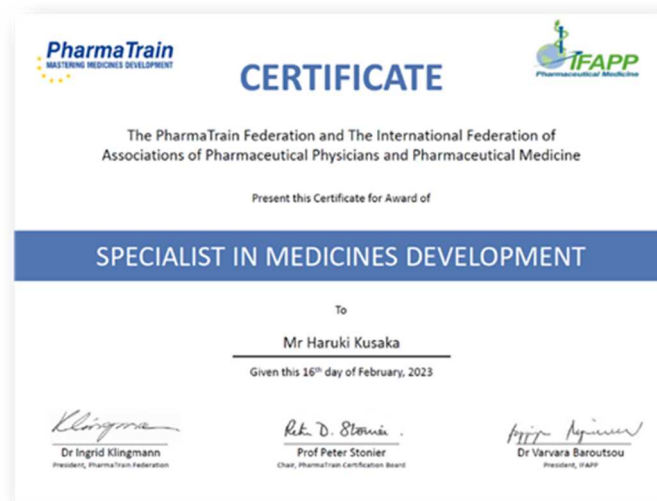 PharmaTrain
MASTERING MEDICINES DEVELOPMENT
IFAPP
Pharmaceutical Medicine
CERTIFICATE
The PharmaTrain Federation and The International Federation of
Associations of Pharmaceutical Physicians and Pharmaceutical Medicine
Present this Certificate for Award of
SPECIALIST IN MEDICINES DEVELOPMENT
To
Mr Haruki Kusaka
Given this 16th day of February, 2023
Klingmann
Peter D. Stonier.
Dr Ingrid Klingmann
President, PharmaTrain Federation
Prof Peter Stonier
Chair, PharmaTrain Certification Board
Dr Varvara Baroutsou
President, IFAPP